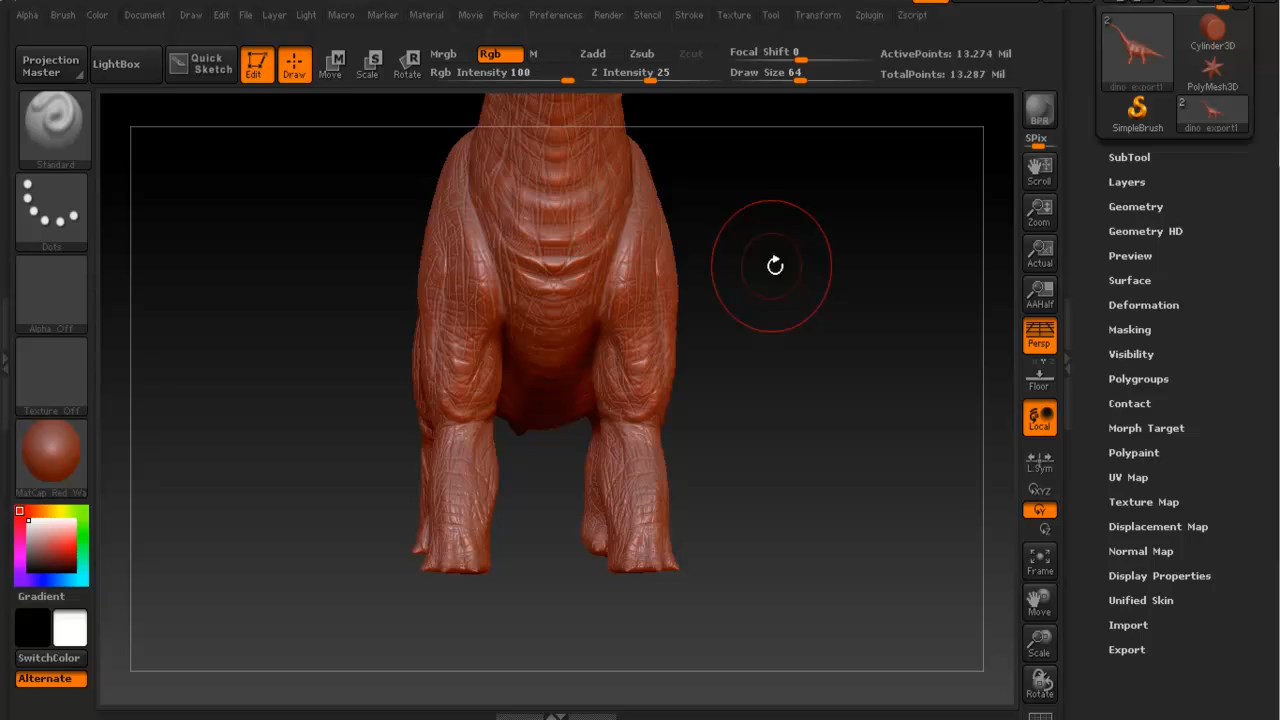 Alpha Brush Color Document Draw Edit File Layer Light Macro Marker Material Movie Picker Preferences Render Stencil Stroke Texture Tool Transform Zplugin Zscript
Projection
Master
LightBox
Quick
Sketch
Edit
Draw
Move
Scale
Rotate
Mrgb Rgb M
Rgb Intensity 100
Zadd Zsub Zcut
Z Intensity 25
Focal Shift 0
Draw Size 64
ActivePoints: 13.274 Mil
TotalPoints: 13.287 Mil
Standard
Dots
Alpha Off
Texture Off
MatCap Red Wa
Gradient
SwitchColor
Alternate
BPR
SPix
Scroll
Zoom
Actual
AAHalf
Persp
Floor
Local
L.Sym
XYZ
Y
Z
Frame
Move
Scale
Rotate
2
dino_export1
Cylinder3D
PolyMesh3D
SimpleBrush
2
dino_export1
SubTool
Layers
Geometry
Geometry HD
Preview
Surface
Deformation
Masking
Visibility
Polygroups
Contact
Morph Target
Polypaint
UV Map
Texture Map
Displacement Map
Normal Map
Display Properties
Unified Skin
Import
Export